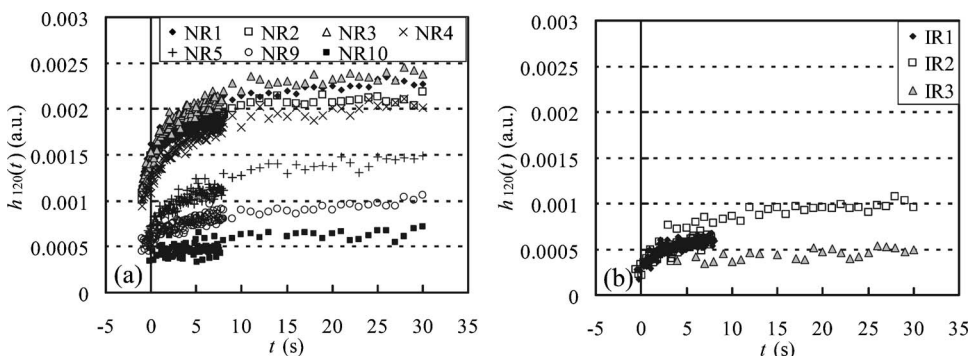 0.003
0.0025
0.002
0.0015
0.001
0.0005
0
h120(t) (a.u.)
NR1 NR2 NR3 NR4
NR5 NR9 NR10
(a)
-5 0 5 10 15 20 25 30 35
t (s)
0.003
0.0025
0.002
0.0015
0.001
0.0005
0
h120(t) (a.u.)
IR1
IR2
IR3
(b)
-5 0 5 10 15 20 25 30 35
t (s)